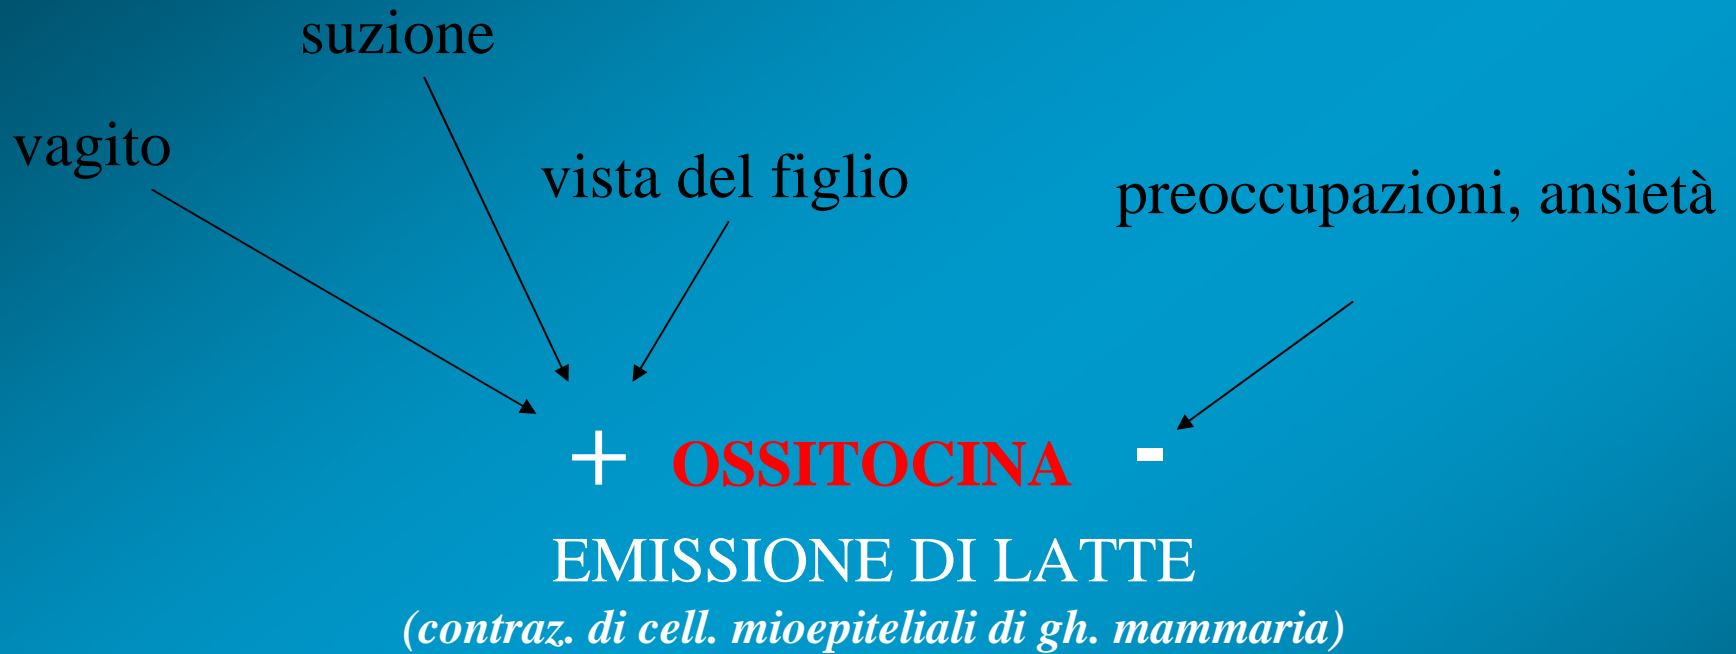 suzione
vagito
vista del figlio
preoccupazioni, ansietà
+ OSSITOCINA -
EMISSIONE DI LATTE
(contraz. di cell. mioepiteliali di gh. mammaria)